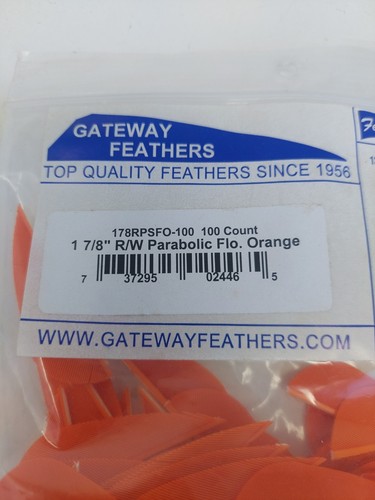 GATEWAY
FEATHERS
TOP QUALITY FEATHERS SINCE 1956
178RPSFO-100 100 Count
1 7/8" R/W Parabolic Flo. Orange
7 37295 02446 5
WWW.GATEWAYFEATHERS.COM